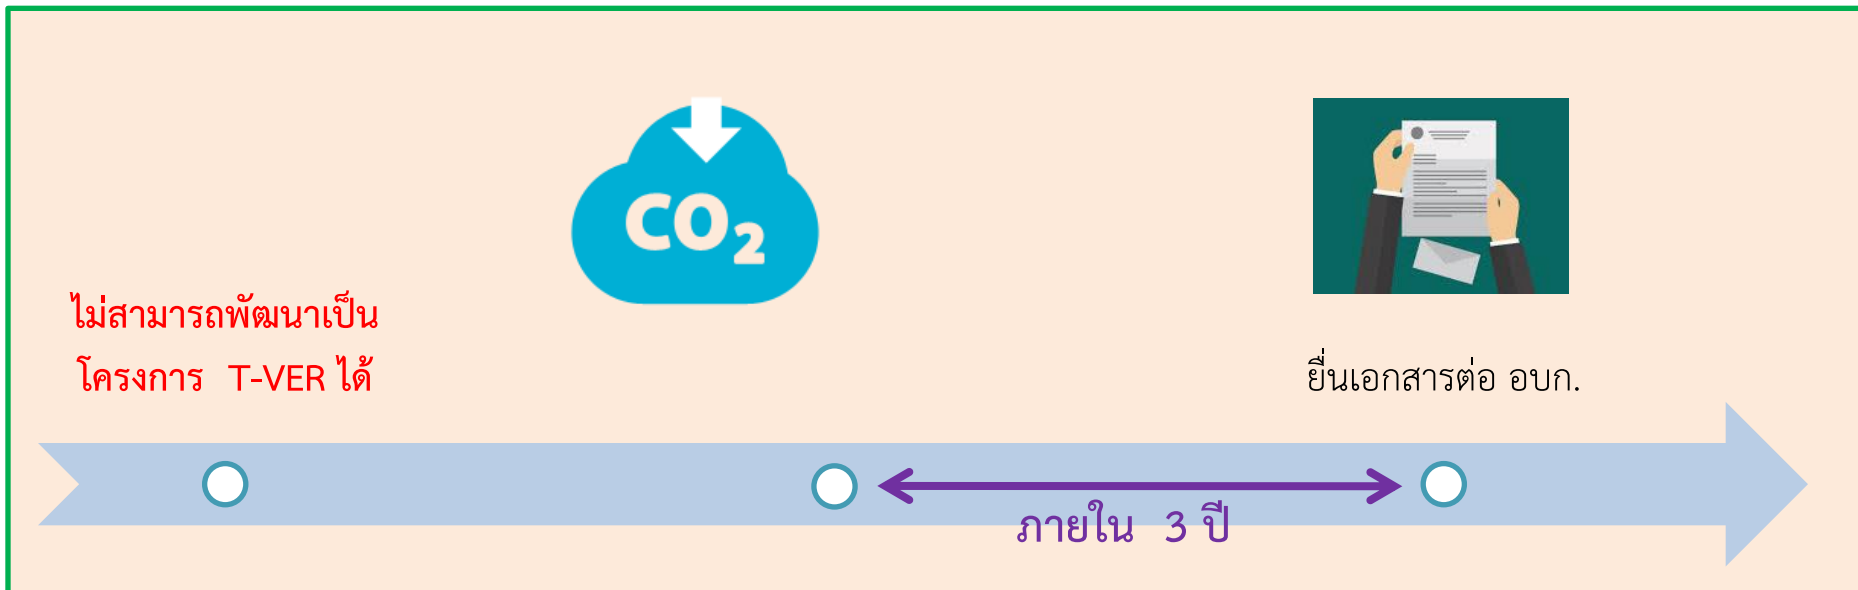 CO₂
ไม่สามารถพัฒนาเป็น
โครงการ T-VER ได้
ยื่นเอกสารต่อ อบก.
ภายใน 3 ปี